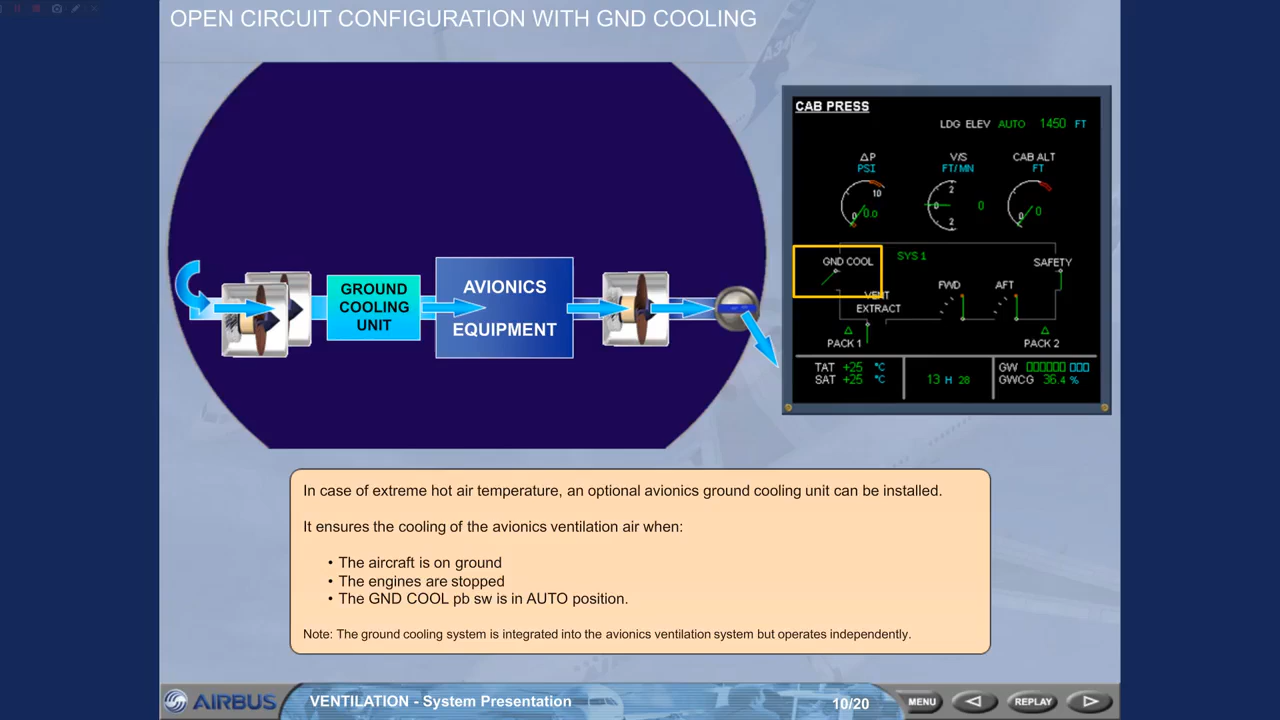 OPEN CIRCUIT CONFIGURATION WITH GND COOLING
GROUND
COOLING
UNIT
AVIONICS
EQUIPMENT
CAB PRESS
LDG ELEV AUTO 1450 FT
ΔP V/S CAB ALT
PSI FT/MN FT
10 2
0 0.0 0 0 0 0
2
GND COOL SYS 1 SAFETY
FWD AFT
VENT
EXTRACT
PACK 1 PACK 2
TAT +25 °C GW
SAT +25 °C 13 H 28 GWCG 36.4 %
In case of extreme hot air temperature, an optional avionics ground cooling unit can be installed.
It ensures the cooling of the avionics ventilation air when:
• The aircraft is on ground
• The engines are stopped
• The GND COOL pb sw is in AUTO position.
Note: The ground cooling system is integrated into the avionics ventilation system but operates independently.
AIRBUS VENTILATION - System Presentation 10/20 MENU REPLAY